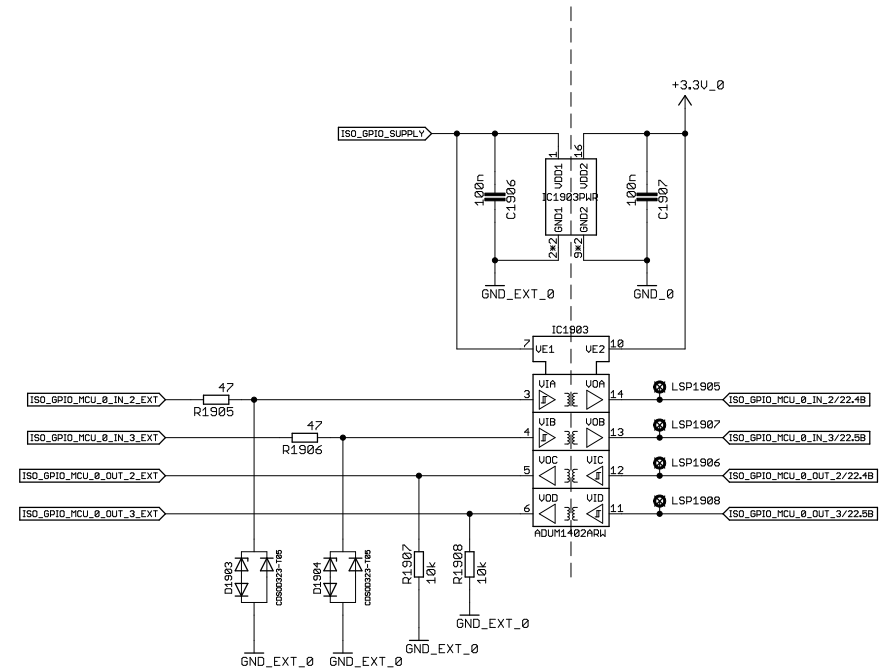 +3.3V_0
ISO_GPIO_SUPPLY
1
16
VDD1
VDD2
100n
C1906
IC1903PWR
100n
C1907
GND1
GND2
2*2
9*2
GND_EXT_0
GND_0
IC1903
7
VE1
VE2
10
47
R1905
ISO_GPIO_MCU_0_IN_2_EXT
3
VIA
VOA
14
LSP1905
ISO_GPIO_MCU_0_IN_2/22.4B
47
R1906
ISO_GPIO_MCU_0_IN_3_EXT
4
VIB
VOB
13
LSP1907
ISO_GPIO_MCU_0_IN_3/22.5B
ISO_GPIO_MCU_0_OUT_2_EXT
5
VOC
VIC
12
LSP1906
ISO_GPIO_MCU_0_OUT_2/22.4B
ISO_GPIO_MCU_0_OUT_3_EXT
6
VOD
VID
11
LSP1908
ISO_GPIO_MCU_0_OUT_3/22.5B
ADUM1402ARW
D1903
CDSOD323-T05
D1904
CDSOD323-T05
R1907
10k
R1908
10k
GND_EXT_0
GND_EXT_0
GND_EXT_0
GND_EXT_0